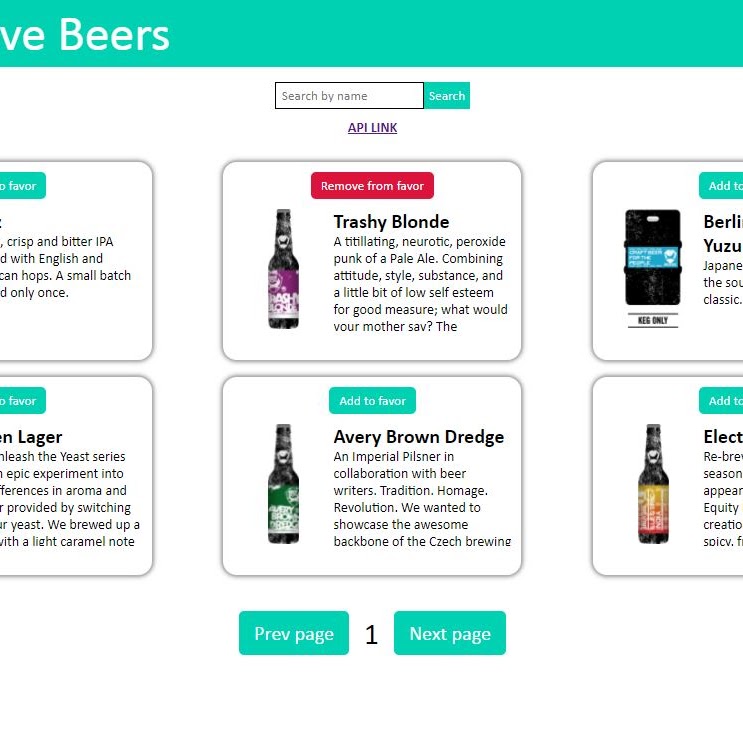 ve Beers
Search by name
Search
API LINK
o favor
, crisp and bitter IPA
d with English and
can hops. A small batch
d only once.
Remove from favor
Trashy Blonde
A titillating, neurotic, peroxide
punk of a Pale Ale. Combining
attitude, style, substance, and
a little bit of low self esteem
for good measure; what would
your mother say? The
Add to
KEG ONLY
Berli
Yuzu
Japane
the sou
classic.
o favor
en Lager
nleash the Yeast series
n epic experiment into
fferences in aroma and
r provided by switching
ur yeast. We brewed up a
with a light caramel note
Add to favor
Avery Brown Dredge
An Imperial Pilsner in
collaboration with beer
writers. Tradition. Homage.
Revolution. We wanted to
showcase the awesome
backbone of the Czech brewing
Add to
Elect
Re-brew
season
appear
Equity
creatio
spicy, fr
Prev page
1
Next page